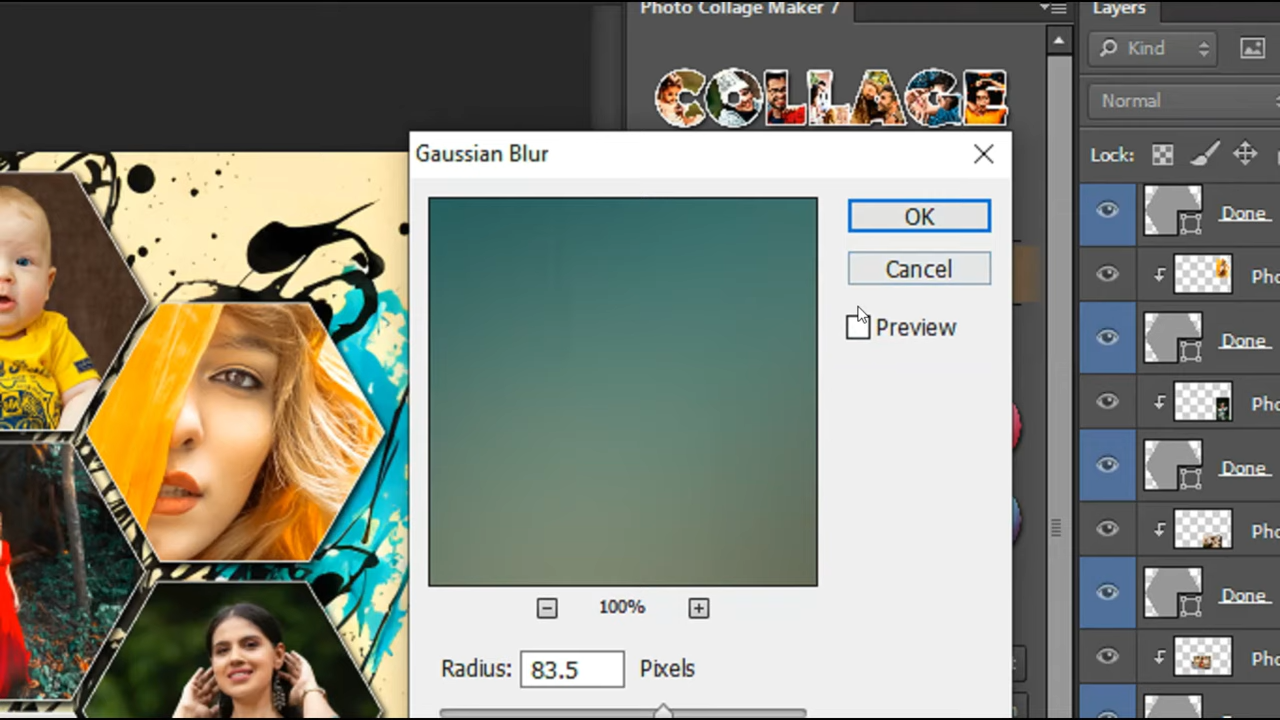 Photo Collage Maker 7
Layers
Kind
COLLAGE
Normal
Gaussian Blur
Lock:
OK
Done
Cancel
Pho
Preview
Done
Pho
Done
Pho
Done
100%
Pho
Radius: 83.5 Pixels